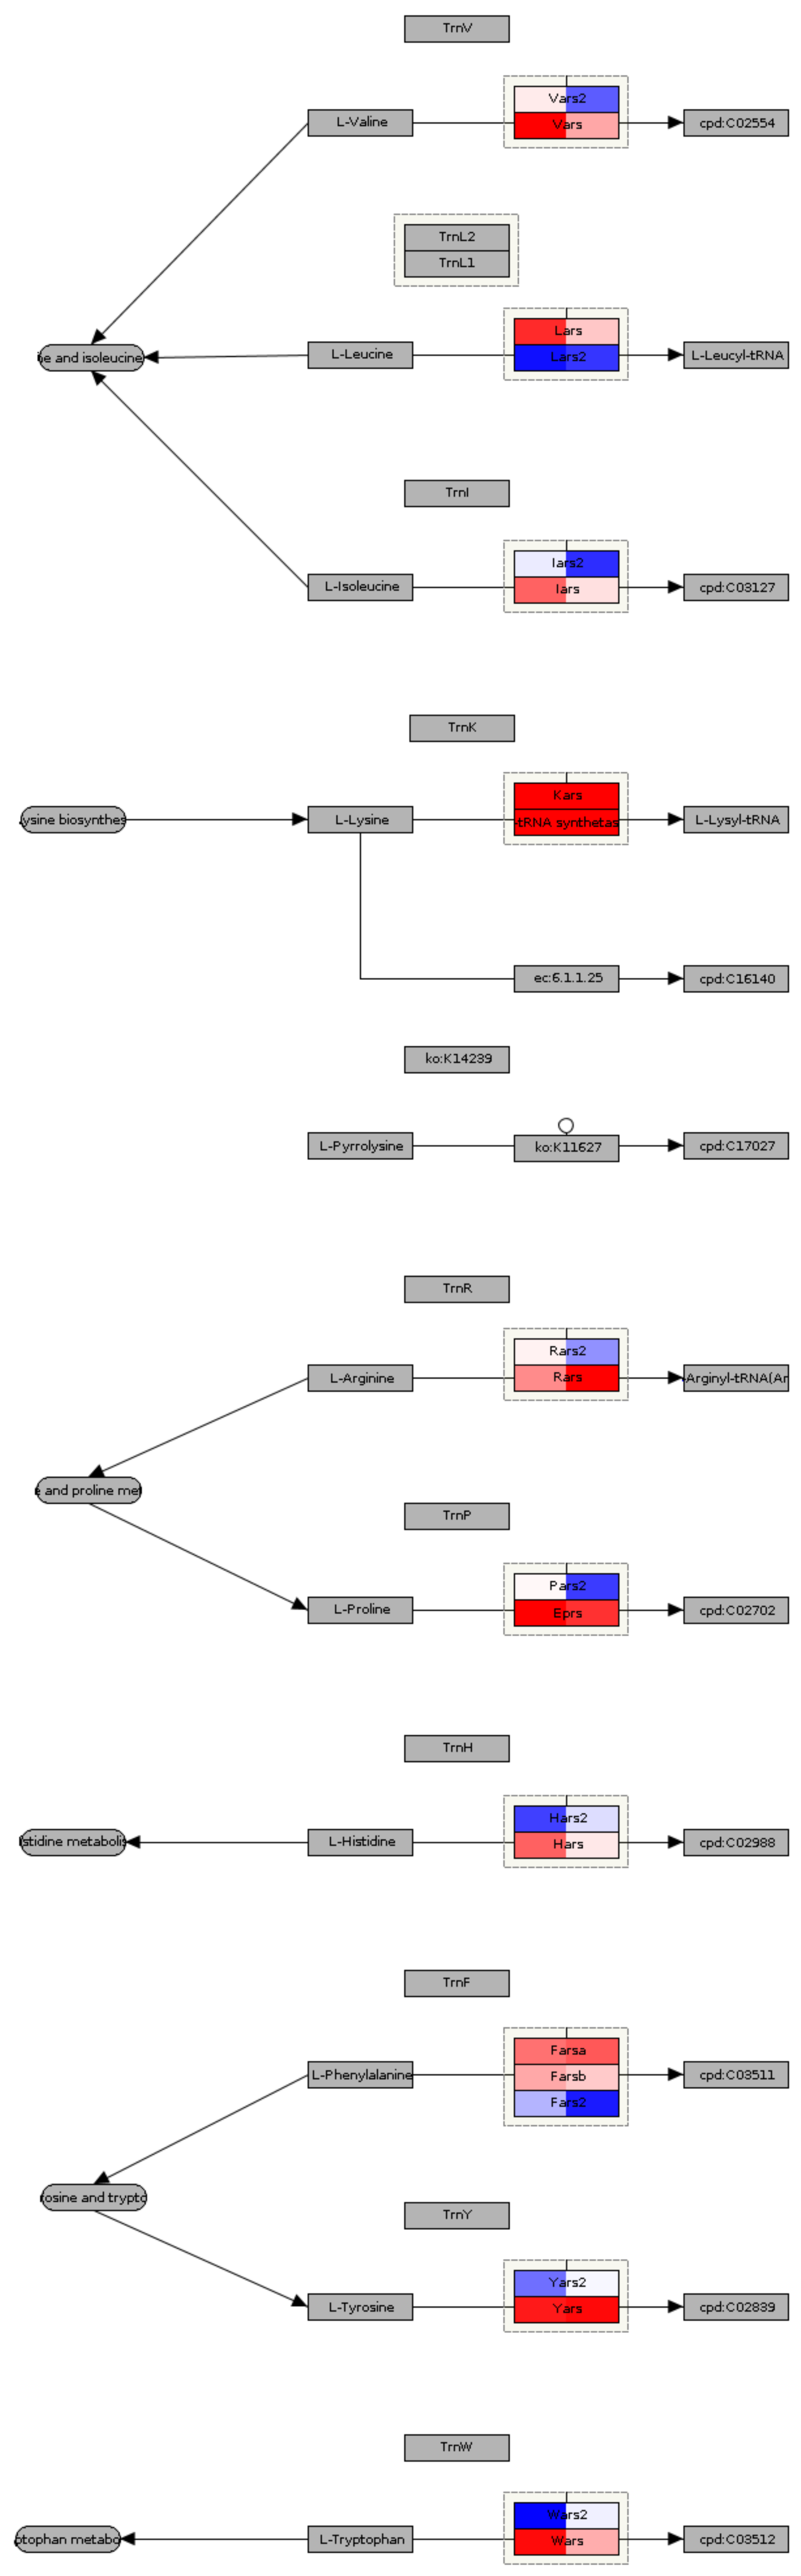 TrnV
Vars2
L-Valine
Vars
cpd:C02554
TrnL2
TrnL1
Lars
ne and isoleucine
L-Leucine
Lars2
L-Leucyl-tRNA
TrnI
Iars2
L-Isoleucine
Iars
cpd:C03127
TrnK
Kars
ysine biosynthes
L-Lysine
-tRNA synthetas
L-Lysyl-tRNA
ec:6.1.1.25
cpd:C16140
ko:K14239
L-Pyrrolysine
ko:K11627
cpd:C17027
TrnR
Rars2
L-Arginine
Rars
-Arginyl-tRNA(Ar
e and proline met
TrnP
Pars2
L-Proline
Eprs
cpd:C02702
TrnH
Hars2
stidine metabolis
L-Histidine
Hars
cpd:C02988
TrnF
Farsa
L-Phenylalanine
Farsb
cpd:C03511
Fars2
rosine and trypto
TrnY
Yars2
L-Tyrosine
Yars
cpd:C02839
TrnW
Wars2
ptophan metabo
L-Tryptophan
Wars
cpd:C03512